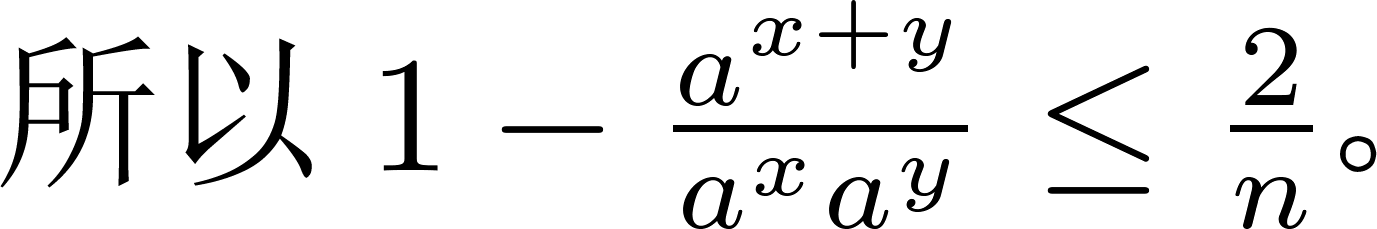 所以 $1 - \frac{a^{x+y}}{a^x a^y} \leq \frac{2}{n}$。